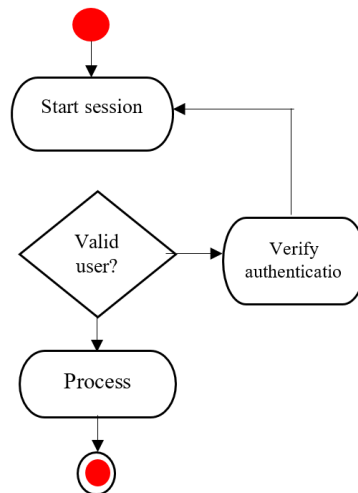 Start session
Valid
user?
Verify
authenticatio
Process